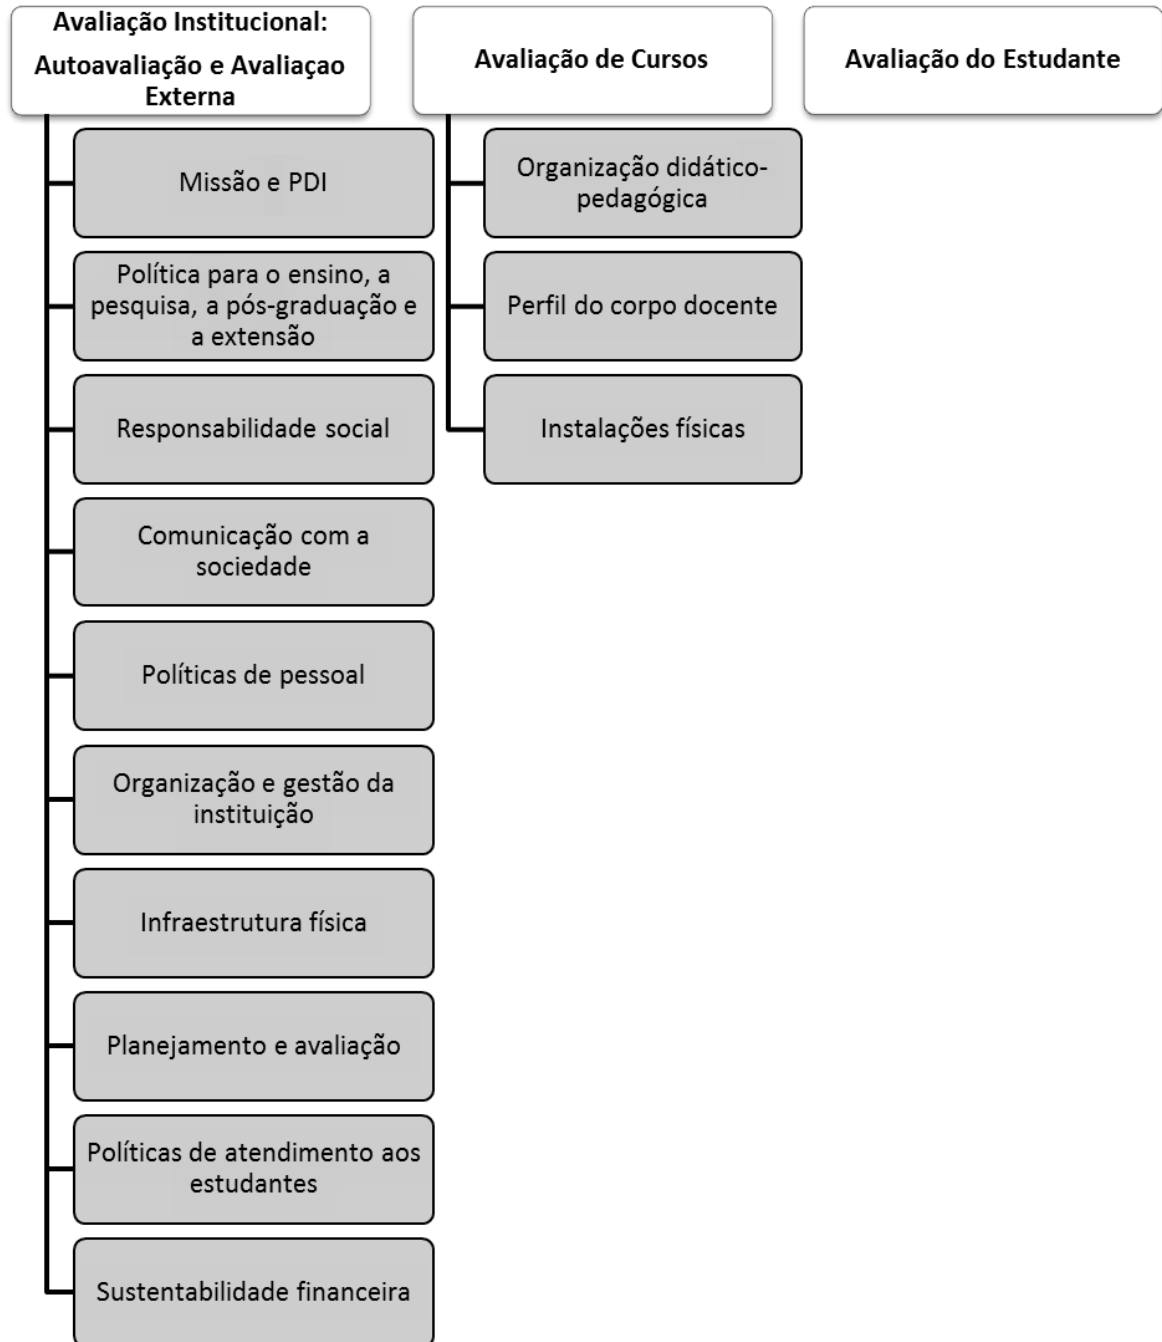 Avaliação Institucional:
Autoavaliação e Avaliaçao
Externa
Missão e PDI
Política para o ensino, a
pesquisa, a pós-graduação e
a extensão
Responsabilidade social
Comunicação com a
sociedade
Políticas de pessoal
Organização e gestão da
instituição
Infraestrutura física
Planejamento e avaliação
Políticas de atendimento aos
estudantes
Sustentabilidade financeira
Avaliação de Cursos
Organização didático-
pedagógica
Perfil do corpo docente
Instalações físicas
Avaliação do Estudante